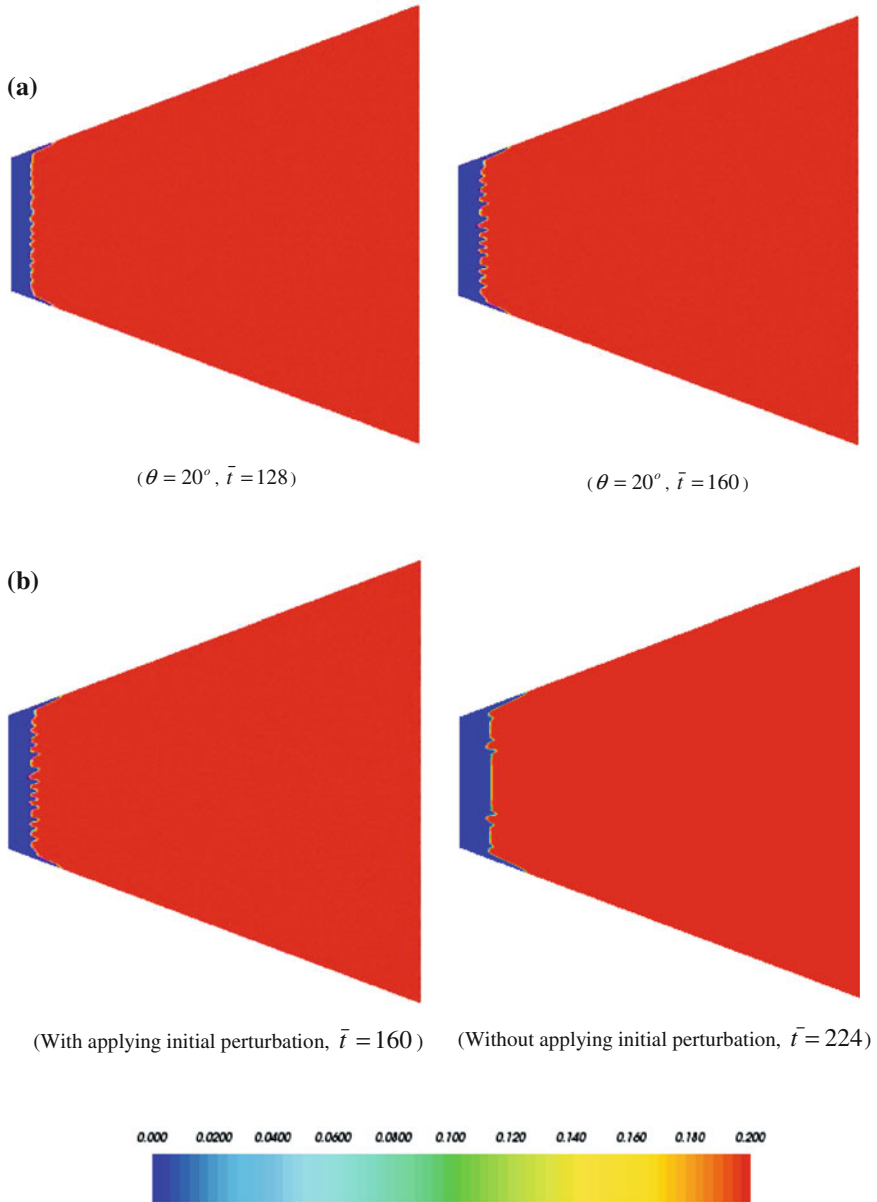 (a)
(θ = 20°, t̄ = 128) (θ = 20°, t̄ = 160)
(b)
(With applying initial perturbation, t̄ = 160) (Without applying initial perturbation, t̄ = 224)
0.000 0.0200 0.0400 0.0600 0.0800 0.100 0.120 0.140 0.160 0.180 0.200